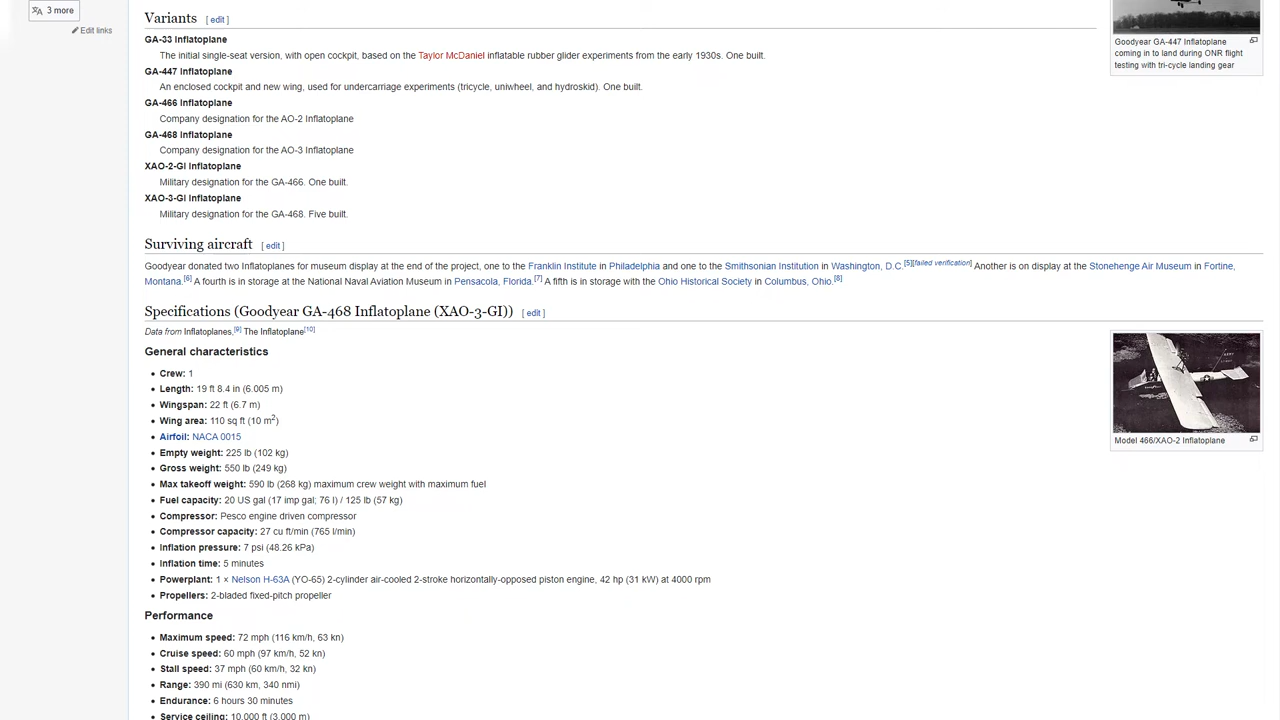 3 more
Edit links
Variants [ edit ]
GA-33 Inflatoplane
The initial single-seat version, with open cockpit, based on the Taylor McDaniel inflatable rubber glider experiments from the early 1930s. One built.
GA-447 Inflatoplane
An enclosed cockpit and new wing, used for undercarriage experiments (tricycle, uniwheel, and hydroskid). One built.
GA-466 Inflatoplane
Company designation for the AO-2 Inflatoplane
GA-468 Inflatoplane
Company designation for the AO-3 Inflatoplane
XAO-2-GI Inflatoplane
Military designation for the GA-466. One built.
XAO-3-GI Inflatoplane
Military designation for the GA-468. Five built.
Goodyear GA-447 Inflatoplane
coming in to land during ONR flight
testing with tri-cycle landing gear
Surviving aircraft [ edit ]
Goodyear donated two Inflatoplanes for museum display at the end of the project, one to the Franklin Institute in Philadelphia and one to the Smithsonian Institution in Washington, D.C.[5][failed verification] Another is on display at the Stonehenge Air Museum in Fortine,
Montana.[6] A fourth is in storage at the National Naval Aviation Museum in Pensacola, Florida.[7] A fifth is in storage with the Ohio Historical Society in Columbus, Ohio.[8]
Specifications (Goodyear GA-468 Inflatoplane (XAO-3-GI)) [ edit ]
Data from Inflatoplanes,[9] The Inflatoplane[10]
General characteristics
• Crew: 1
• Length: 19 ft 8.4 in (6.005 m)
• Wingspan: 22 ft (6.7 m)
• Wing area: 110 sq ft (10 m2)
• Airfoil: NACA 0015
• Empty weight: 225 lb (102 kg)
• Gross weight: 550 lb (249 kg)
• Max takeoff weight: 590 lb (268 kg) maximum crew weight with maximum fuel
• Fuel capacity: 20 US gal (17 imp gal; 76 l) / 125 lb (57 kg)
• Compressor: Pesco engine driven compressor
• Compressor capacity: 27 cu ft/min (765 l/min)
• Inflation pressure: 7 psi (48.26 kPa)
• Inflation time: 5 minutes
• Powerplant: 1 × Nelson H-63A (YO-65) 2-cylinder air-cooled 2-stroke horizontally-opposed piston engine, 42 hp (31 kW) at 4000 rpm
• Propellers: 2-bladed fixed-pitch propeller
Model 466/XAO-2 Inflatoplane
Performance
• Maximum speed: 72 mph (116 km/h, 63 kn)
• Cruise speed: 60 mph (97 km/h, 52 kn)
• Stall speed: 37 mph (60 km/h, 32 kn)
• Range: 390 mi (630 km, 340 nmi)
• Endurance: 6 hours 30 minutes
• Service ceiling: 10,000 ft (3,000 m)